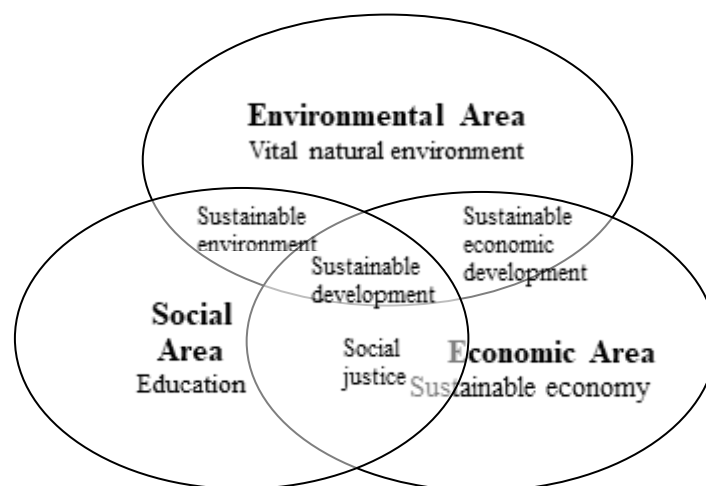 Environmental Area
Vital natural environment
Sustainable
environment
Sustainable
economic
development
Sustainable
development
Social
Area
Education
Social
justice
Economic Area
Sustainable economy